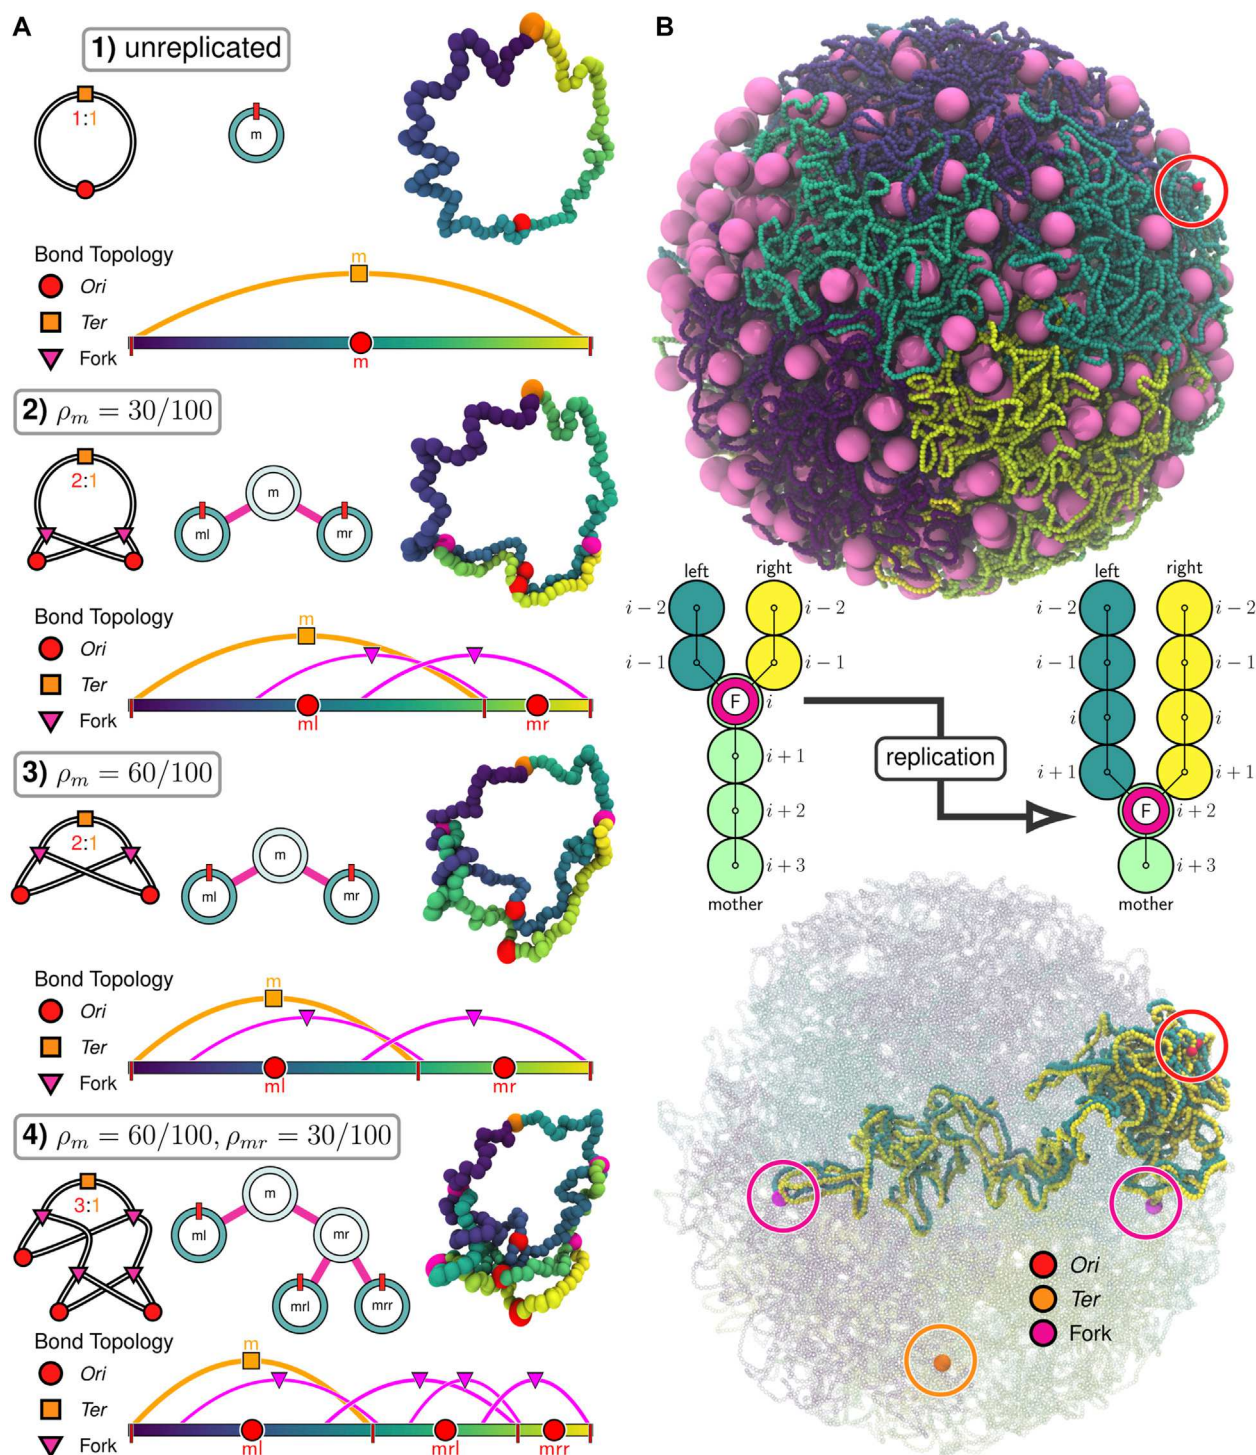 A
1) unreplicated
1:1
m
Bond Topology
Ori
Ter
Fork
m
m
2) ρm = 30/100
2:1
m
ml
mr
Bond Topology
Ori
Ter
Fork
m
ml
mr
3) ρm = 60/100
2:1
m
ml
mr
Bond Topology
Ori
Ter
Fork
m
ml
mr
4) ρm = 60/100, ρmr = 30/100
3:1
m
ml
mr
mrl
mrr
Bond Topology
Ori
Ter
Fork
m
ml
mrl
mrr
B
left right
i − 2 i − 2
i − 1 i − 1
F i
i + 1
i + 2
i + 3
mother
replication
left right
i − 2 i − 2
i − 1 i − 1
i i
i + 1 i + 1
F i + 2
i + 3
mother
Ori
Ter
Fork